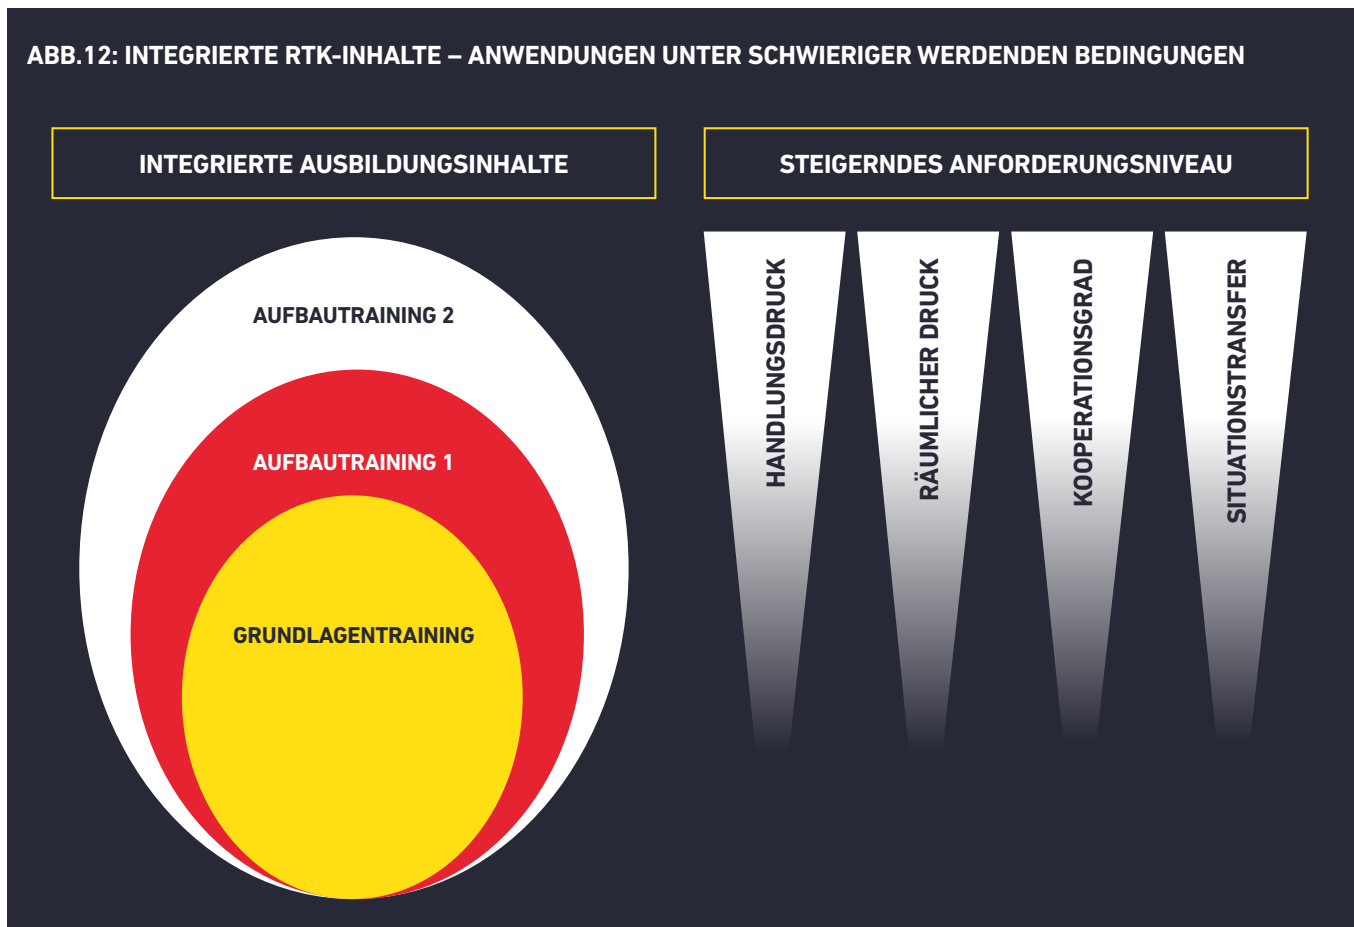 ABB.12: INTEGRIERTE RTK-INHALTE – ANWENDUNGEN UNTER SCHWIERIGER WERDENDEN BEDINGUNGEN
INTEGRIERTE AUSBILDUNGSINHALTE
AUFBAUTRAINING 2
AUFBAUTRAINING 1
GRUNDLAGENTRAINING
STEIGERNDES ANFORDERUNGSNIVEAU
HANDLUNGSDRUCK
RÄUMLICHER DRUCK
KOOPERATIONSGRAD
SITUATIONSTRANSFER